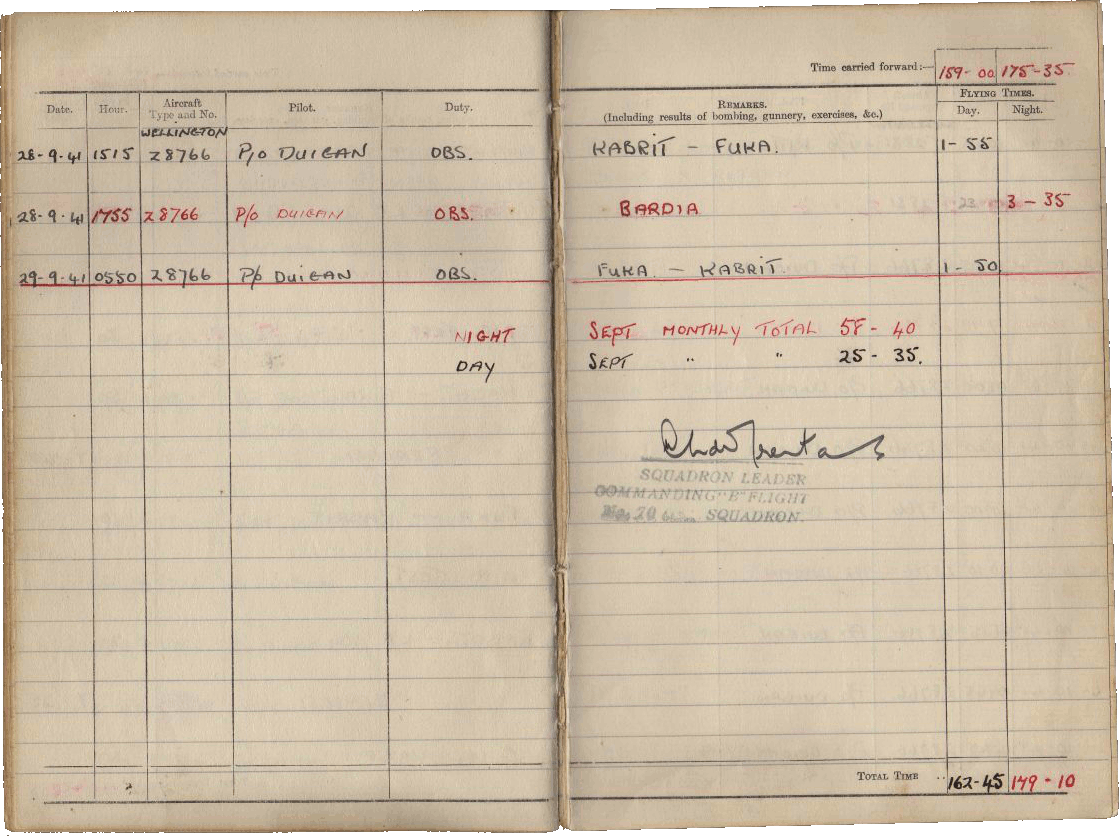 Time carried forward:— 159-00 175-35
Date. Hour. Aircraft Type and No. Pilot. Duty. REMARKS. (Including results of bombing, gunnery, exercises, &c.) FLYING TIMES. Day. Night.
WELLINGTON
28-9-41 1515 Z8766 P/O DUIGAN OBS. KABRIT - FUKA. 1-55
28-9-41 1755 Z8766 P/O DUIGAN OBS. BARDIA 23 3-35
29-9-41 0550 Z8766 P/O DUIGAN OBS. FUKA - KABRIT. 1-50
NIGHT SEPT MONTHLY TOTAL 58-40
DAY SEPT " " 25-35.
SQUADRON LEADER
COMMANDING "B" FLIGHT
No. 70 SQUADRON.
TOTAL TIME 162-45 179-10